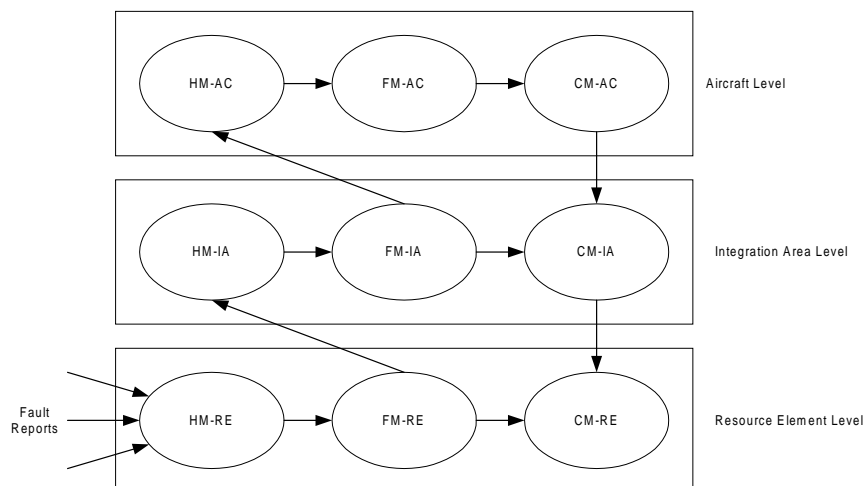 HM-AC
FM-AC
CM-AC
Aircraft Level
HM-IA
FM-IA
CM-IA
Integration Area Level
Fault
Reports
HM-RE
FM-RE
CM-RE
Resource Element Level